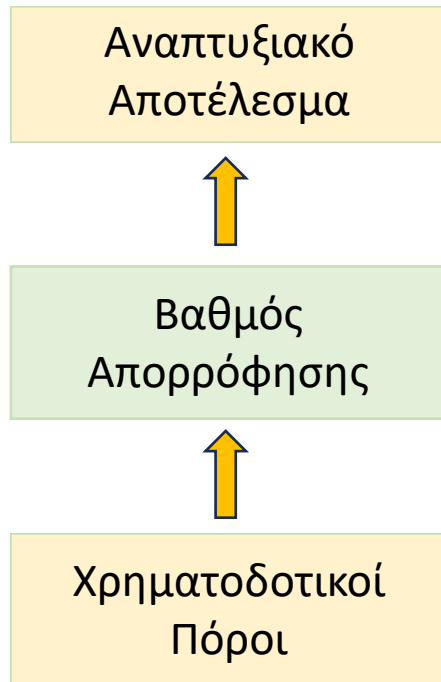 Αναπτυξιακό
Αποτέλεσμα
Βαθμός
Απορρόφησης
Χρηματοδοτικοί
Πόροι